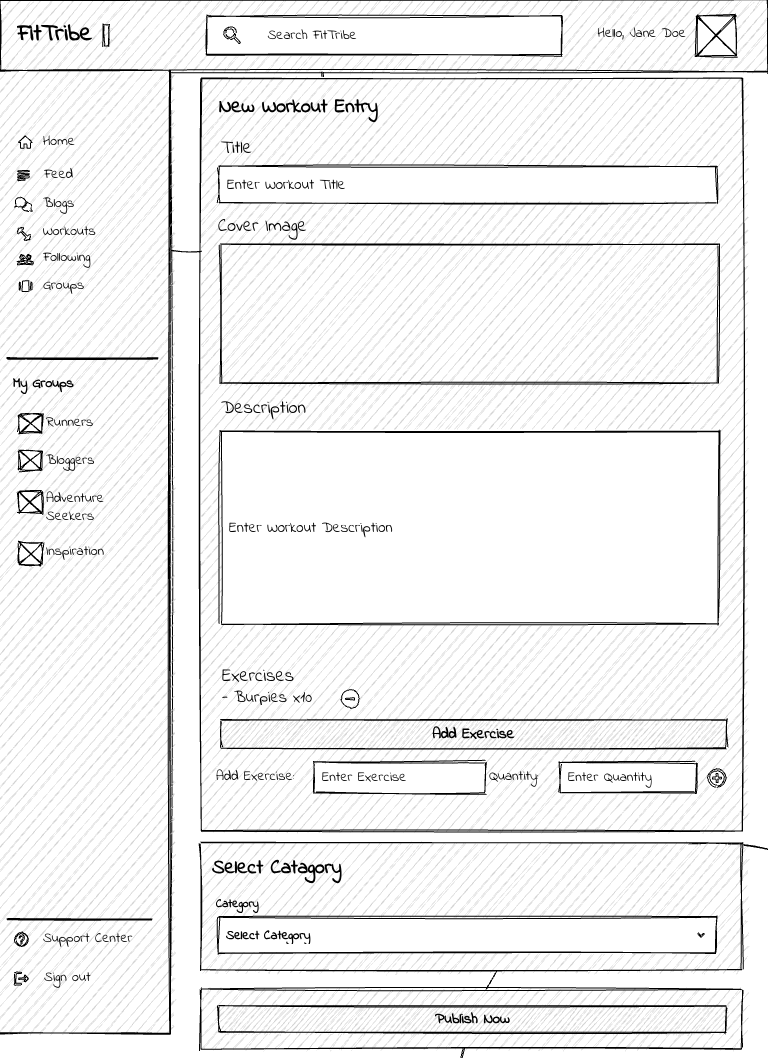 FitTribe
Search FitTribe
Hello, Jane Doe
Home
Feed
Blogs
Workouts
Following
Groups
My Groups
Runners
Bloggers
Adventure
Seekers
Inspiration
Support Center
Sign out
New Workout Entry
Title
Enter Workout Title
Cover Image
Description
Enter Workout Description
Exercises
- Burpies x10
Add Exercise
Add Exercise: Enter Exercise Quantity Enter Quantity
Select Catagory
Category
Select Category
Publish Now